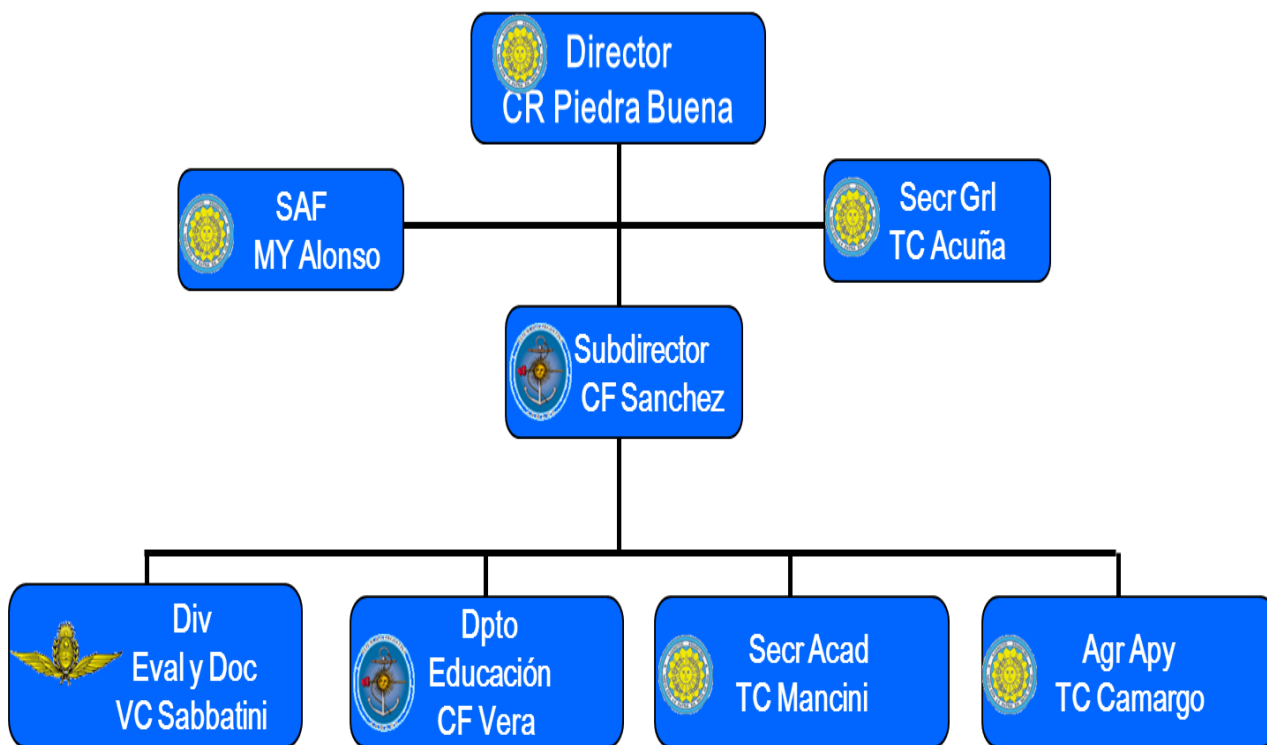 Director
CR Piedra Buena
SAF
MY Alonso
Secr Grl
TC Acuña
Subdirector
CF Sanchez
Div
Eval y Doc
VC Sabbatini
Dpto
Educación
CF Vera
Secr Acad
TC Mancini
Agr Apy
TC Camargo